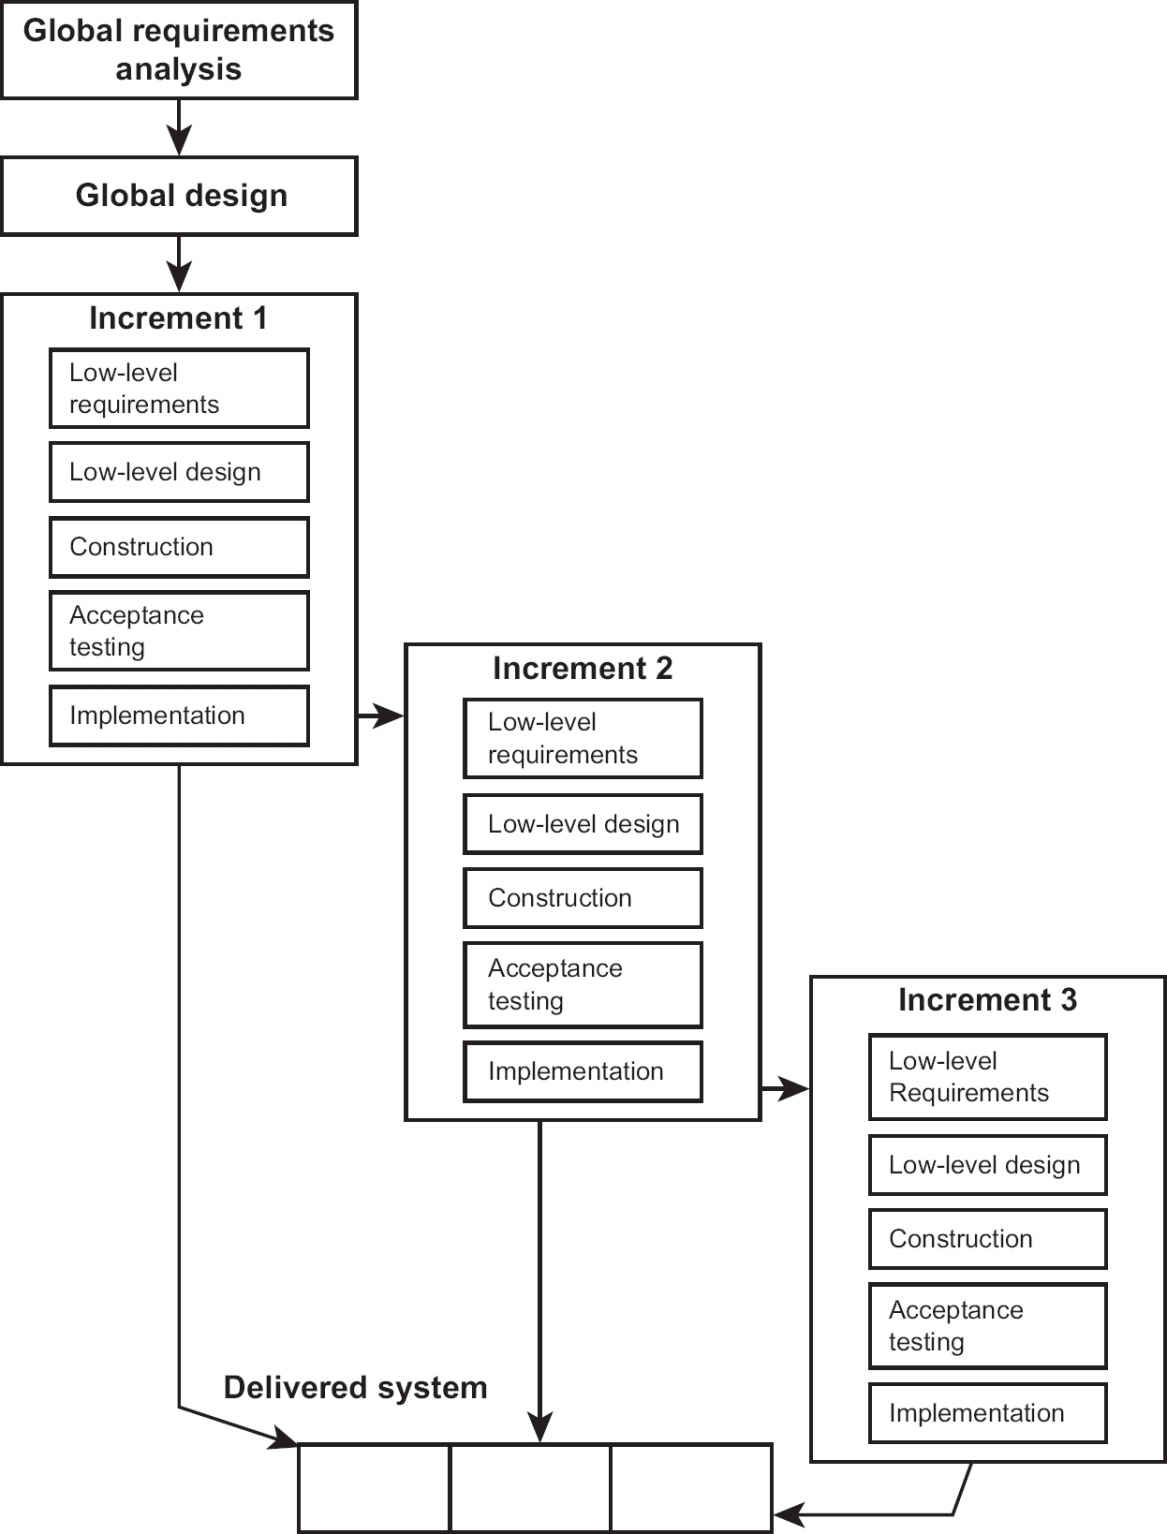 Global requirements
analysis
Global design
Increment 1
Low-level
requirements
Low-level design
Construction
Acceptance
testing
Implementation
Increment 2
Low-level
requirements
Low-level design
Construction
Acceptance
testing
Implementation
Increment 3
Low-level
Requirements
Low-level design
Construction
Acceptance
testing
Implementation
Delivered system